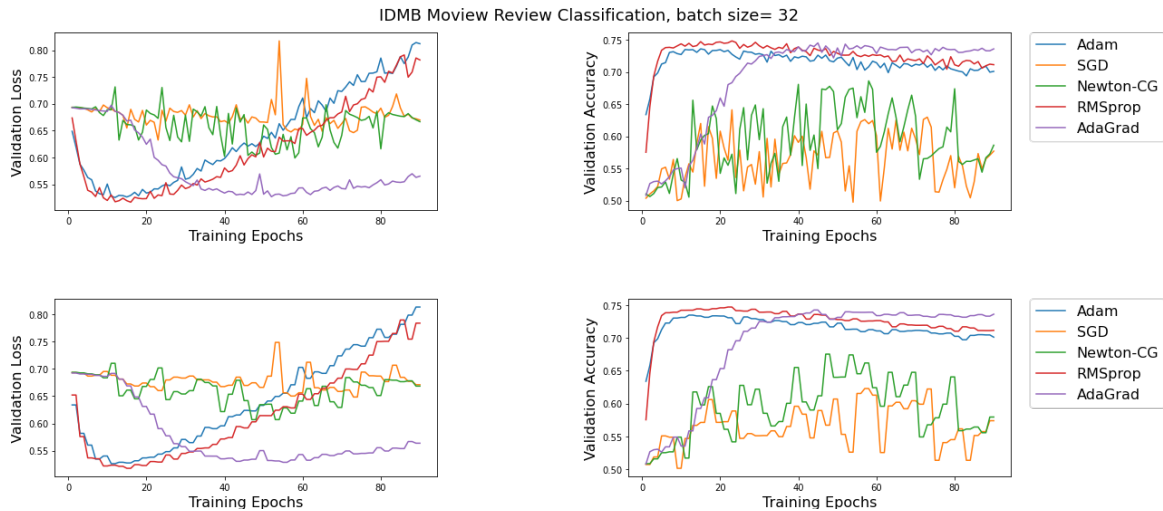 IDMB Moview Review Classification, batch size= 32
0.80
0.75
0.70
0.65
0.60
0.55
Validation Loss
0 20 40 60 80
Training Epochs
0.75
0.70
0.65
0.60
0.55
0.50
Validation Accuracy
0 20 40 60 80
Training Epochs
Adam
SGD
Newton-CG
RMSprop
AdaGrad
0.80
0.75
0.70
0.65
0.60
0.55
Validation Loss
0 20 40 60 80
Training Epochs
0.75
0.70
0.65
0.60
0.55
0.50
Validation Accuracy
0 20 40 60 80
Training Epochs
Adam
SGD
Newton-CG
RMSprop
AdaGrad